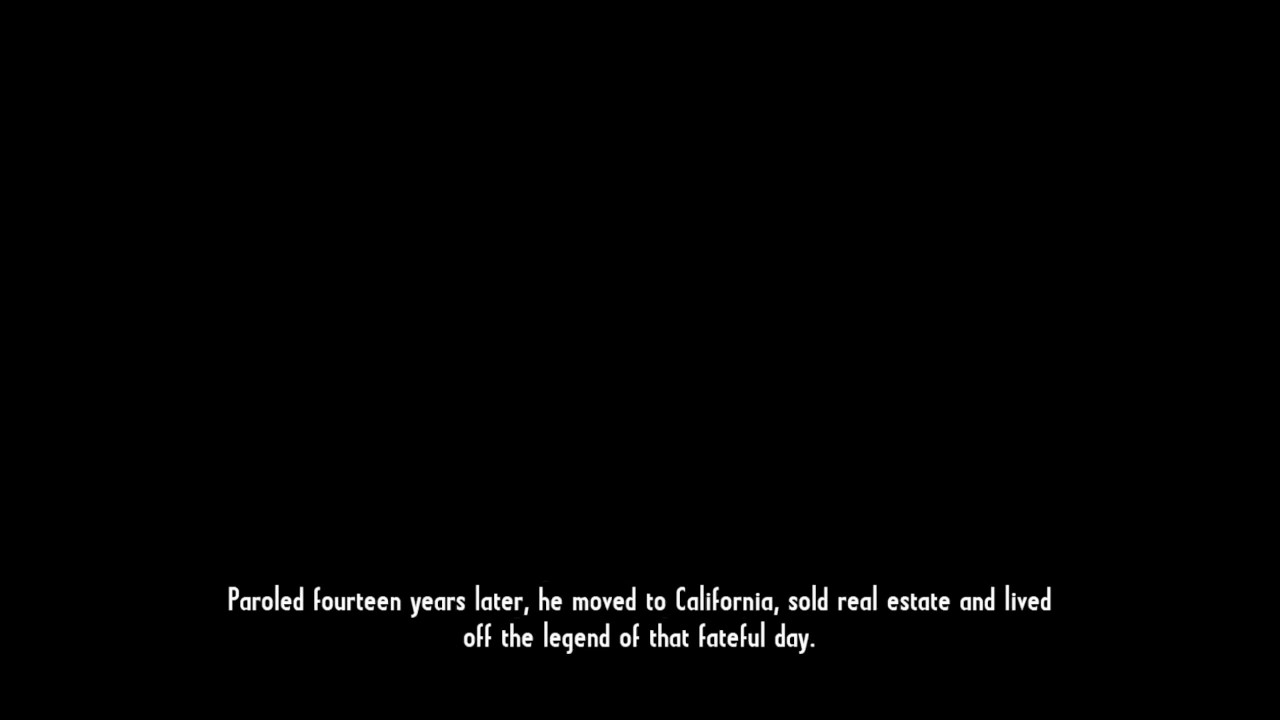 Paroled fourteen years later, he moved to California, sold real estate and lived
off the legend of that fateful day.